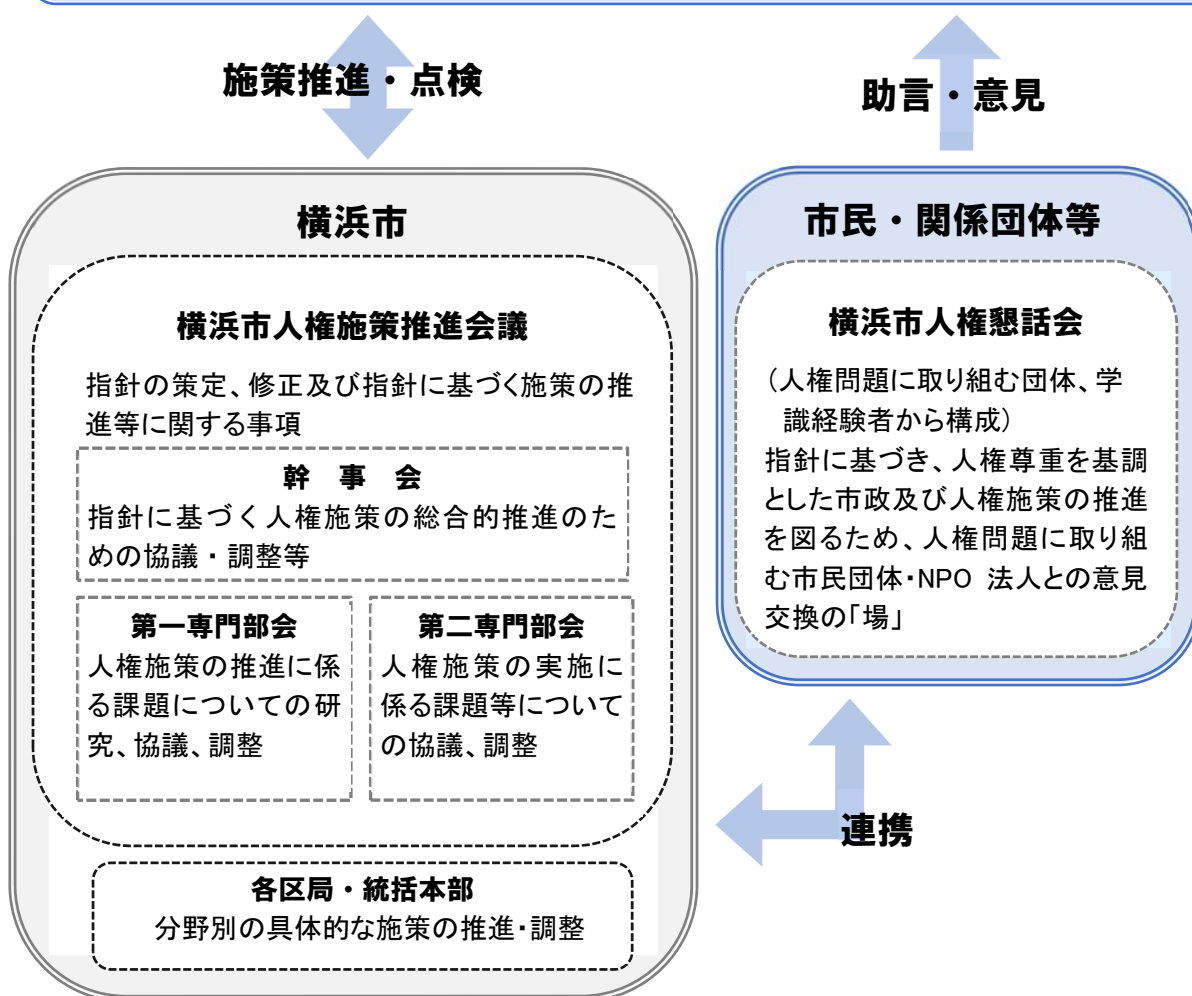 施策推進・点検
助言・意見
横浜市
横浜市人権施策推進会議
指針の策定、修正及び指針に基づく施策の推
進等に関する事項
幹 事 会
指針に基づく人権施策の総合的推進のた
めの協議・調整等
第一専門部会
人権施策の推進に係
る課題についての研
究、協議、調整
第二専門部会
人権施策の実施に
係る課題等について
の協議、調整
各区局・統括本部
分野別の具体的な施策の推進・調整
市民・関係団体等
横浜市人権懇話会
（人権問題に取り組む団体、学
識経験者から構成）
指針に基づき、人権尊重を基調
とした市政及び人権施策の推進
を図るため、人権問題に取り組
む市民団体・NPO 法人との意見
交換の「場」
連携